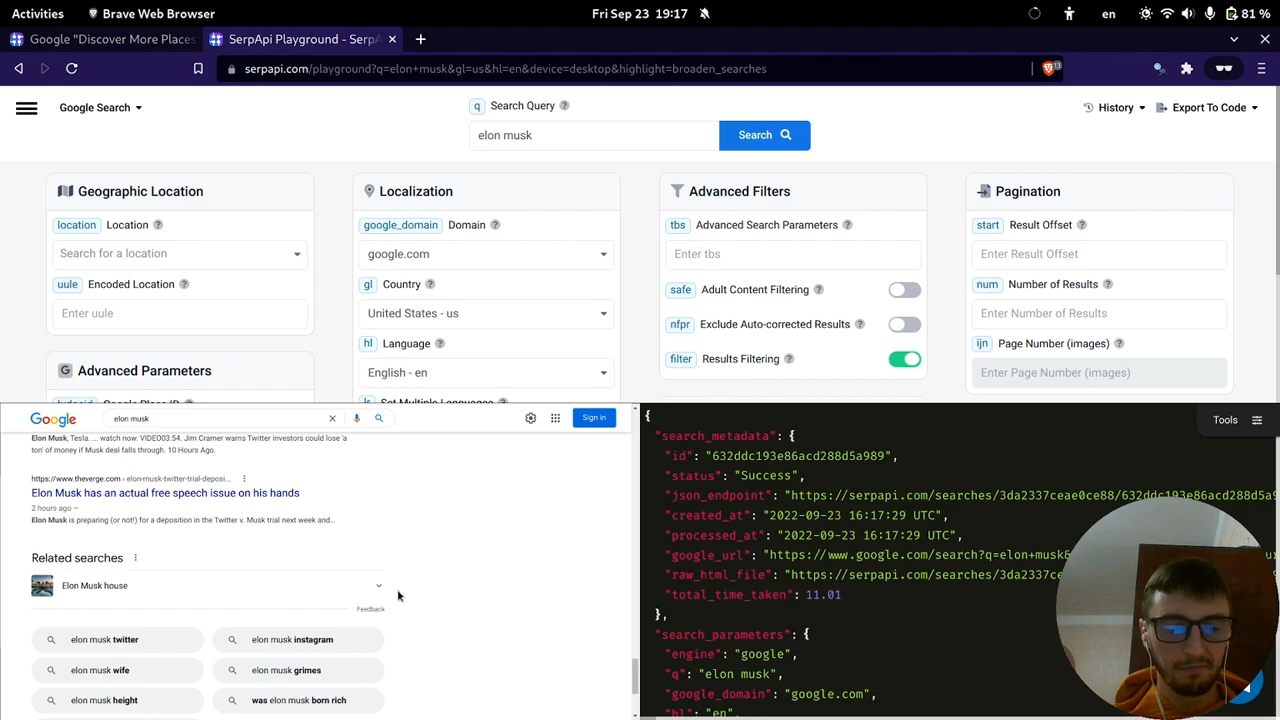 Activities
Brave Web Browser
Fri Sep 23 19:17
en
81 %
Google "Discover More Places
SerpApi Playground - SerpA
serpapi.com/playground?q=elon+musk&gl=us&hl=en&device=desktop&highlight=broaden_searches
13
Google Search
q Search Query
History
Export To Code
elon musk
Search
Geographic Location
Localization
Advanced Filters
Pagination
location Location
google_domain Domain
tbs Advanced Search Parameters
start Result Offset
Search for a location
google.com
Enter tbs
Enter Result Offset
uule Encoded Location
gl Country
safe Adult Content Filtering
num Number of Results
Enter uule
United States - us
nfpr Exclude Auto-corrected Results
Enter Number of Results
hl Language
filter Results Filtering
ijn Page Number (images)
Advanced Parameters
English - en
Enter Page Number (images)
Google
elon musk
Sign in
Elon Musk, Tesla. ... watch now. VIDEO03:54. Jim Cramer warns Twitter investors could lose 'a
ton' of money if Musk deal falls through. 10 Hours Ago.
https://www.theverge.com › elon-musk-twitter-trial-deposi...
Elon Musk has an actual free speech issue on his hands
2 hours ago —
Elon Musk is preparing (or not!) for a deposition in the Twitter v. Musk trial next week and...
Related searches
Elon Musk house
Feedback
elon musk twitter
elon musk instagram
elon musk wife
elon musk grimes
elon musk height
was elon musk born rich
Tools
{
"search_metadata": {
"id": "632ddc193e86acd288d5a989",
"status": "Success",
"json_endpoint": "https://serpapi.com/searches/3da2337ceae0ce88/632ddc193e86acd288d5a9
"created_at": "2022-09-23 16:17:29 UTC",
"processed_at": "2022-09-23 16:17:29 UTC",
"google_url": "https://www.google.com/search?q=elon+musk&
"raw_html_file": "https://serpapi.com/searches/3da2337ce
"total_time_taken": 11.01
},
"search_parameters": {
"engine": "google",
"q": "elon musk",
"google_domain": "google.com",
"hl": "en",